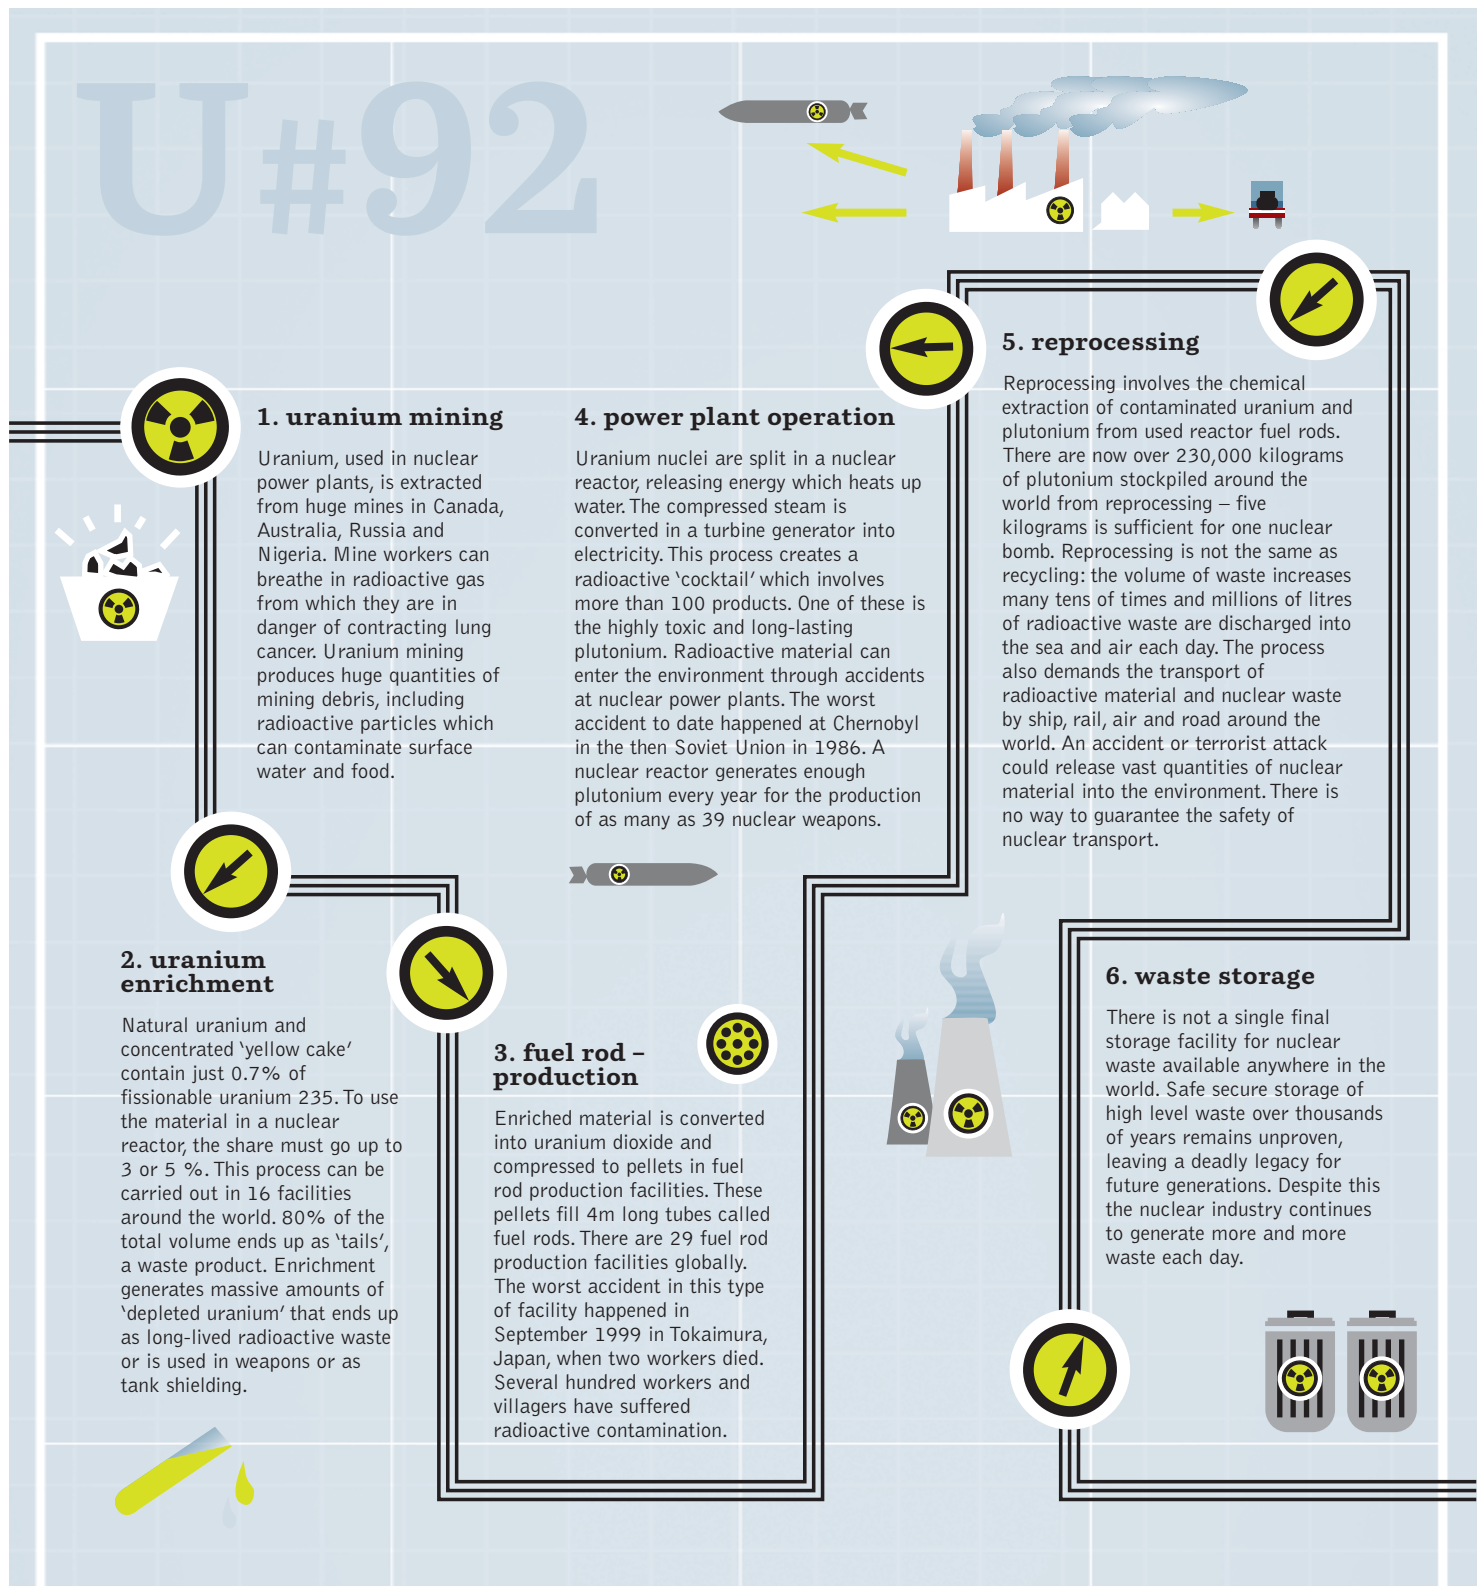 U#92
1. uranium mining
Uranium, used in nuclear
power plants, is extracted
from huge mines in Canada,
Australia, Russia and
Nigeria. Mine workers can
breathe in radioactive gas
from which they are in
danger of contracting lung
cancer. Uranium mining
produces huge quantities of
mining debris, including
radioactive particles which
can contaminate surface
water and food.
2. uranium
enrichment
Natural uranium and
concentrated ‘yellow cake’
contain just 0.7% of
fissionable uranium 235. To use
the material in a nuclear
reactor, the share must go up to
3 or 5 %. This process can be
carried out in 16 facilities
around the world. 80% of the
total volume ends up as ‘tails’,
a waste product. Enrichment
generates massive amounts of
‘depleted uranium’ that ends up
as long-lived radioactive waste
or is used in weapons or as
tank shielding.
3. fuel rod –
production
Enriched material is converted
into uranium dioxide and
compressed to pellets in fuel
rod production facilities. These
pellets fill 4m long tubes called
fuel rods. There are 29 fuel rod
production facilities globally.
The worst accident in this type
of facility happened in
September 1999 in Tokaimura,
Japan, when two workers died.
Several hundred workers and
villagers have suffered
radioactive contamination.
4. power plant operation
Uranium nuclei are split in a nuclear
reactor, releasing energy which heats up
water. The compressed steam is
converted in a turbine generator into
electricity. This process creates a
radioactive ‘cocktail’ which involves
more than 100 products. One of these is
the highly toxic and long-lasting
plutonium. Radioactive material can
enter the environment through accidents
at nuclear power plants. The worst
accident to date happened at Chernobyl
in the then Soviet Union in 1986. A
nuclear reactor generates enough
plutonium every year for the production
of as many as 39 nuclear weapons.
5. reprocessing
Reprocessing involves the chemical
extraction of contaminated uranium and
plutonium from used reactor fuel rods.
There are now over 230,000 kilograms
of plutonium stockpiled around the
world from reprocessing – five
kilograms is sufficient for one nuclear
bomb. Reprocessing is not the same as
recycling: the volume of waste increases
many tens of times and millions of litres
of radioactive waste are discharged into
the sea and air each day. The process
also demands the transport of
radioactive material and nuclear waste
by ship, rail, air and road around the
world. An accident or terrorist attack
could release vast quantities of nuclear
material into the environment. There is
no way to guarantee the safety of
nuclear transport.
6. waste storage
There is not a single final
storage facility for nuclear
waste available anywhere in the
world. Safe secure storage of
high level waste over thousands
of years remains unproven,
leaving a deadly legacy for
future generations. Despite this
the nuclear industry continues
to generate more and more
waste each day.